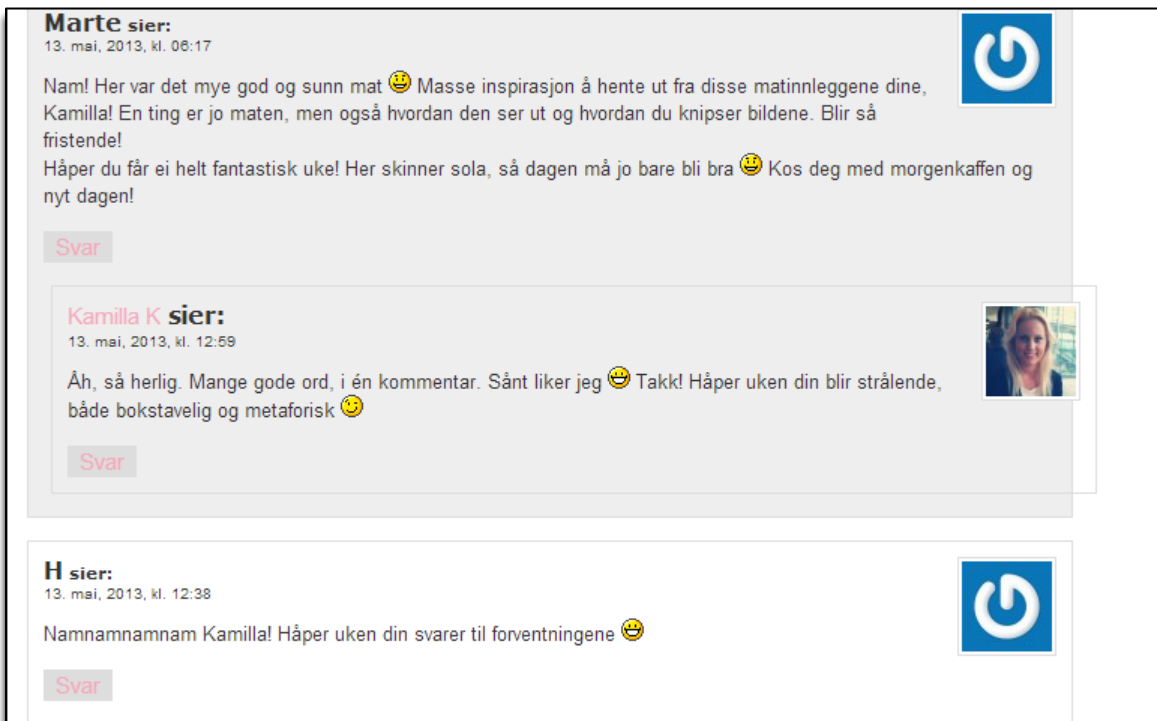 Marte sier:
13. mai, 2013, kl. 06:17
Nam! Her var det mye god og sunn mat 😀 Masse inspirasjon å hente ut fra disse matinnleggene dine,
Kamilla! En ting er jo maten, men også hvordan den ser ut og hvordan du knipser bildene. Blir så
fristende!
Håper du får ei helt fantastisk uke! Her skinner sola, så dagen må jo bare bli bra 😀 Kos deg med morgenkaffen og
nyt dagen!
Svar
Kamilla K sier:
13. mai, 2013, kl. 12:59
Åh, så herlig. Mange gode ord, i én kommentar. Sånt liker jeg 😀 Takk! Håper uken din blir strålende,
både bokstavelig og metaforisk 😉
Svar
H sier:
13. mai, 2013, kl. 12:38
Namnamnamnam Kamilla! Håper uken din svarer til forventningene 😀
Svar